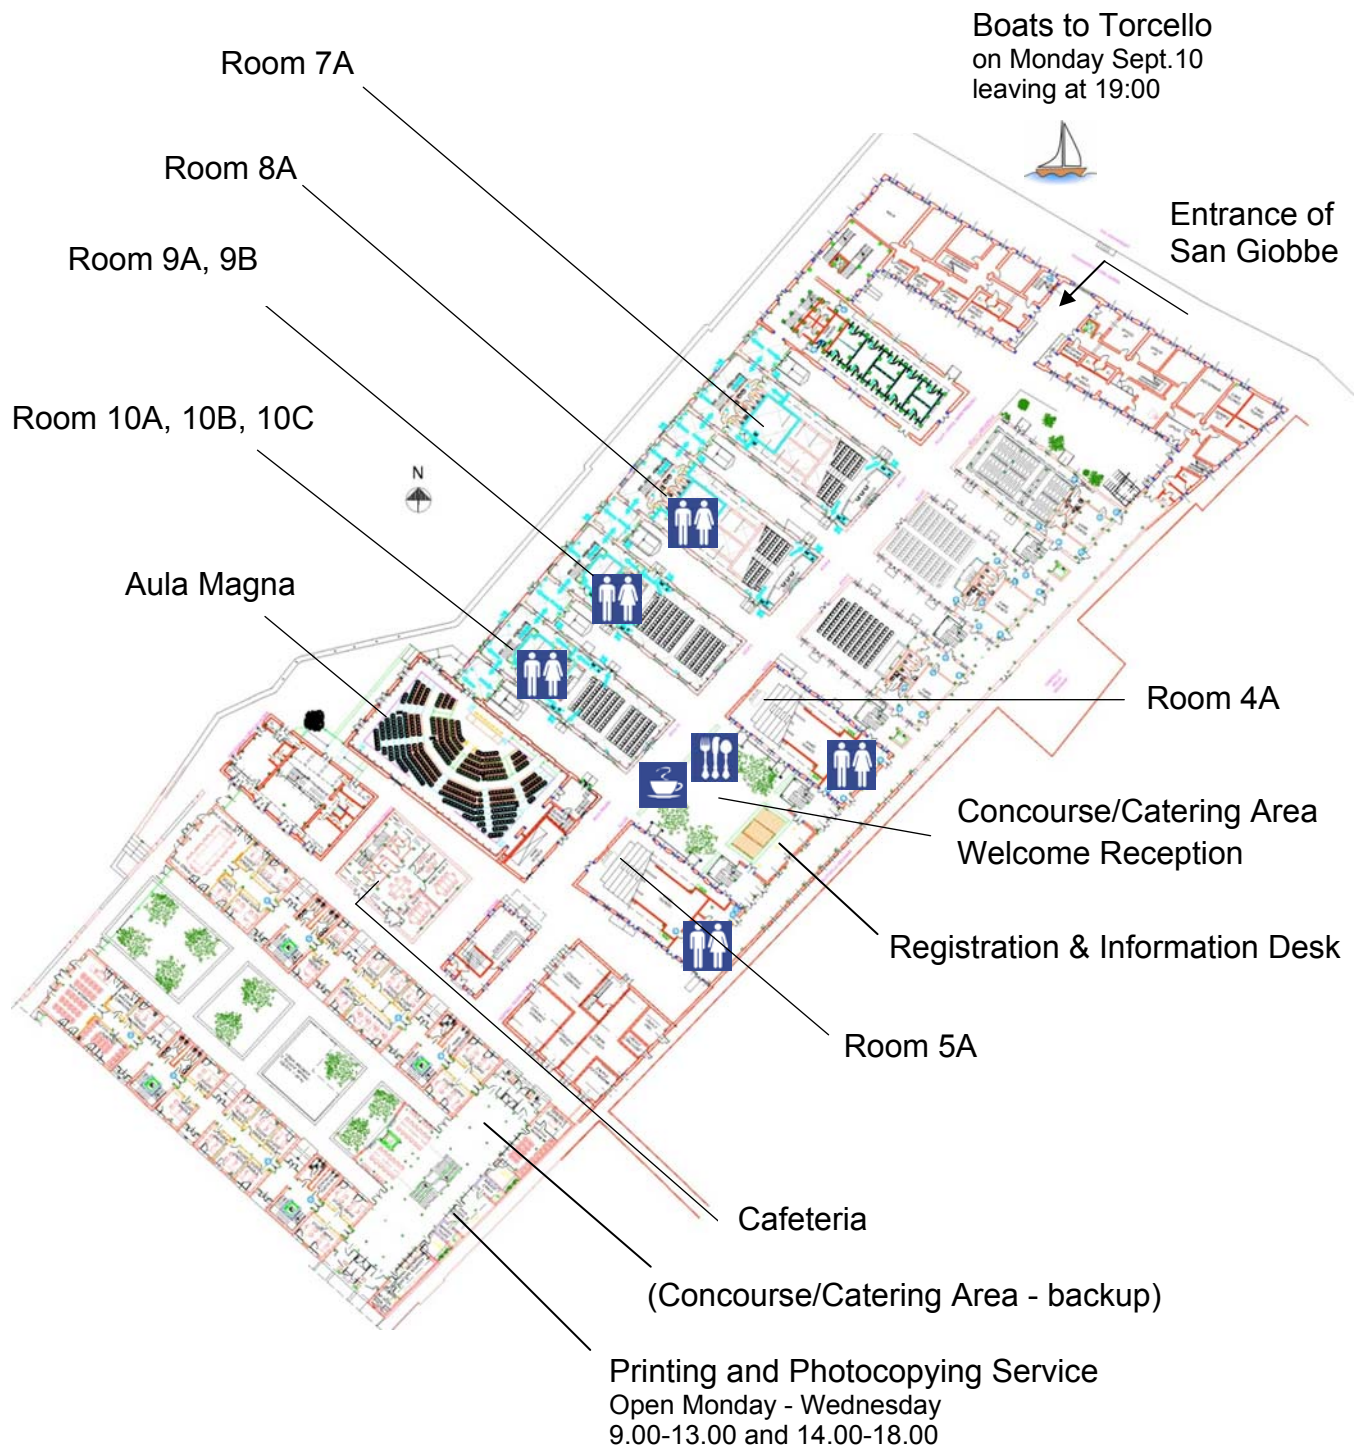 Boats to Torcello
on Monday Sept.10
leaving at 19:00
Room 7A
Room 8A
Entrance of
San Giobbe
Room 9A, 9B
Room 10A, 10B, 10C
N
Aula Magna
Room 4A
Concourse/Catering Area
Welcome Reception
Registration & Information Desk
Room 5A
Cafeteria
(Concourse/Catering Area - backup)
Printing and Photocopying Service
Open Monday - Wednesday
9.00-13.00 and 14.00-18.00